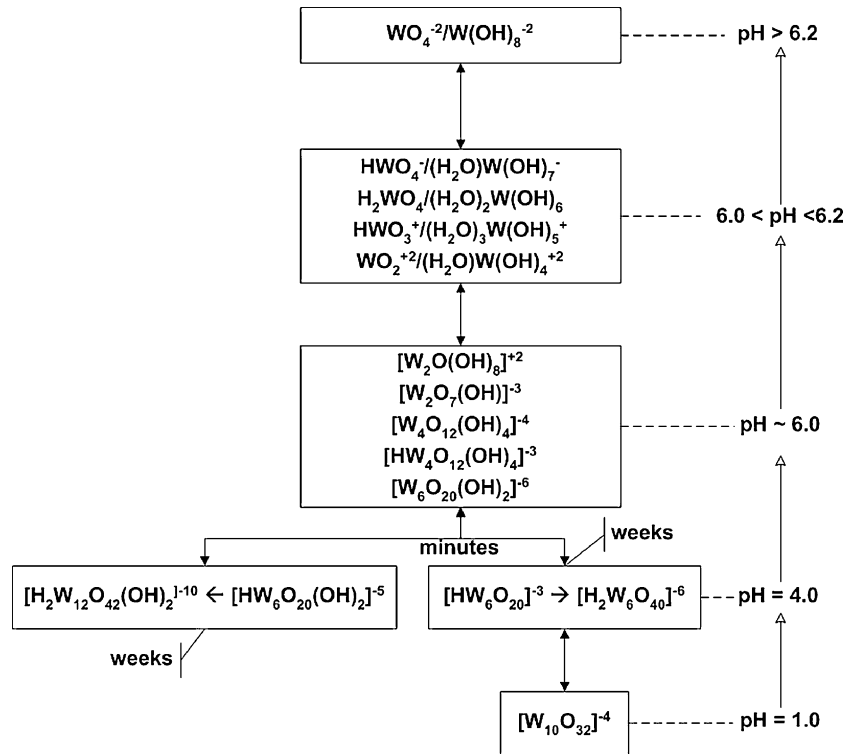 WO₄⁻²/W(OH)₈⁻² pH > 6.2
HWO₄⁻/(H₂O)W(OH)₇⁻
H₂WO₄/(H₂O)₂W(OH)₆
HWO₃⁺/(H₂O)₃W(OH)₅⁺ 6.0 < pH <6.2
WO₂⁺²/(H₂O)W(OH)₄⁺²
[W₂O(OH)₈]⁺²
[W₂O₇(OH)]⁻³
[W₄O₁₂(OH)₄]⁻⁴ pH ~ 6.0
[HW₄O₁₂(OH)₄]⁻³
[W₆O₂₀(OH)₂]⁻⁶
weeks
minutes
[H₂W₁₂O₄₂(OH)₂]⁻¹⁰ ← [HW₆O₂₀(OH)₂]⁻⁵ [HW₆O₂₀]⁻³ → [H₂W₆O₄₀]⁻⁶ pH = 4.0
weeks
[W₁₀O₃₂]⁻⁴ pH = 1.0